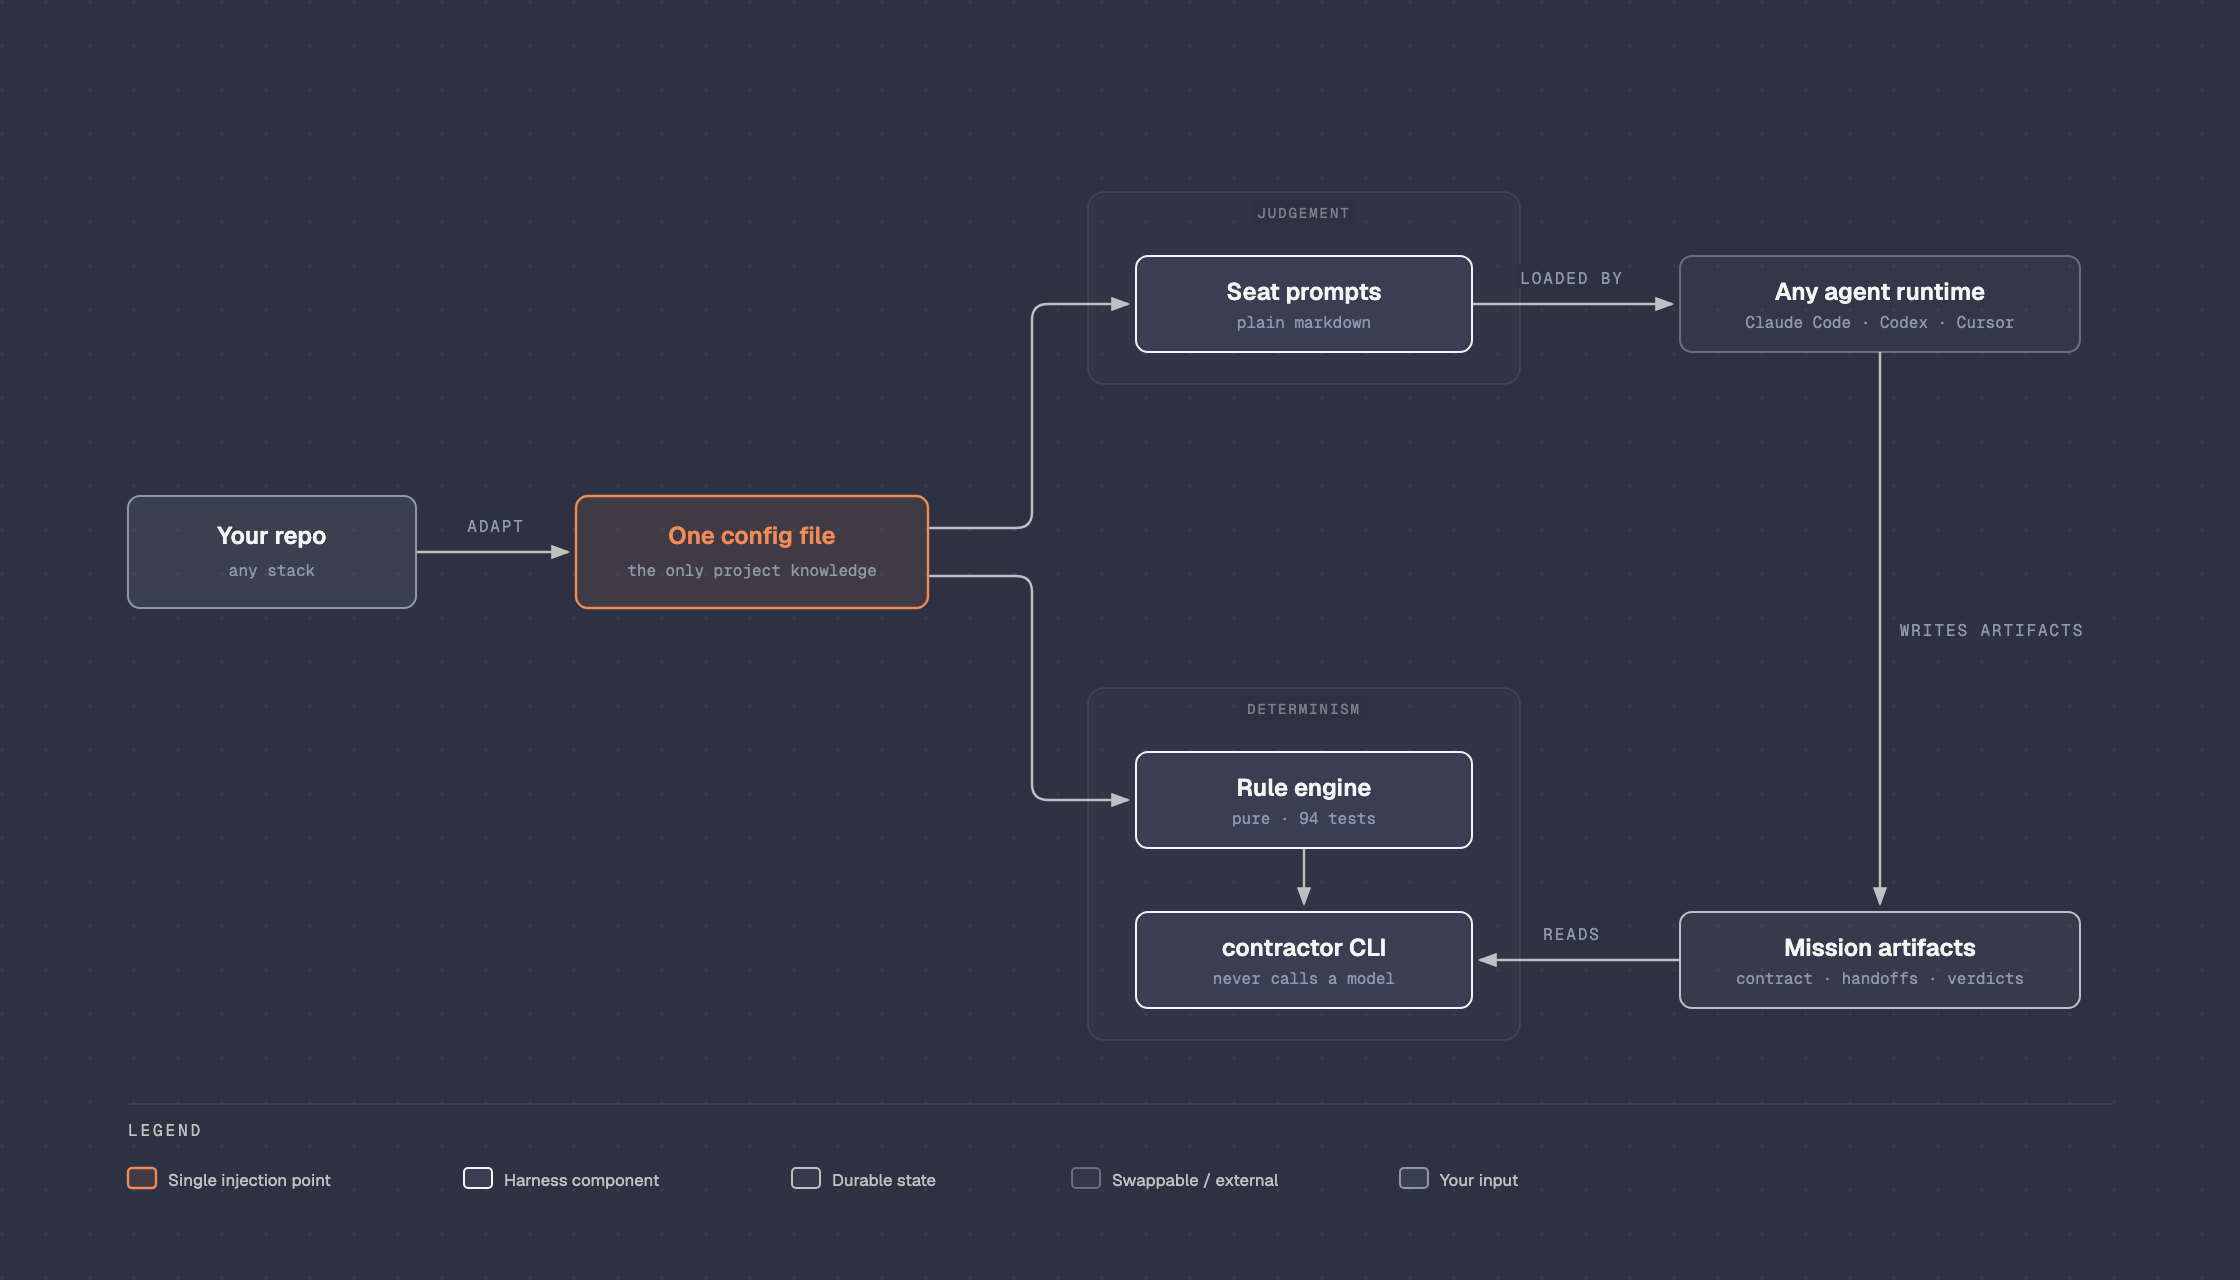 JUDGEMENT
Seat prompts
plain markdown
LOADED BY
Any agent runtime
Claude Code · Codex · Cursor
Your repo
any stack
ADAPT
One config file
the only project knowledge
WRITES ARTIFACTS
DETERMINISM
Rule engine
pure · 94 tests
contractor CLI
never calls a model
READS
Mission artifacts
contract · handoffs · verdicts
LEGEND
Single injection point
Harness component
Durable state
Swappable / external
Your input